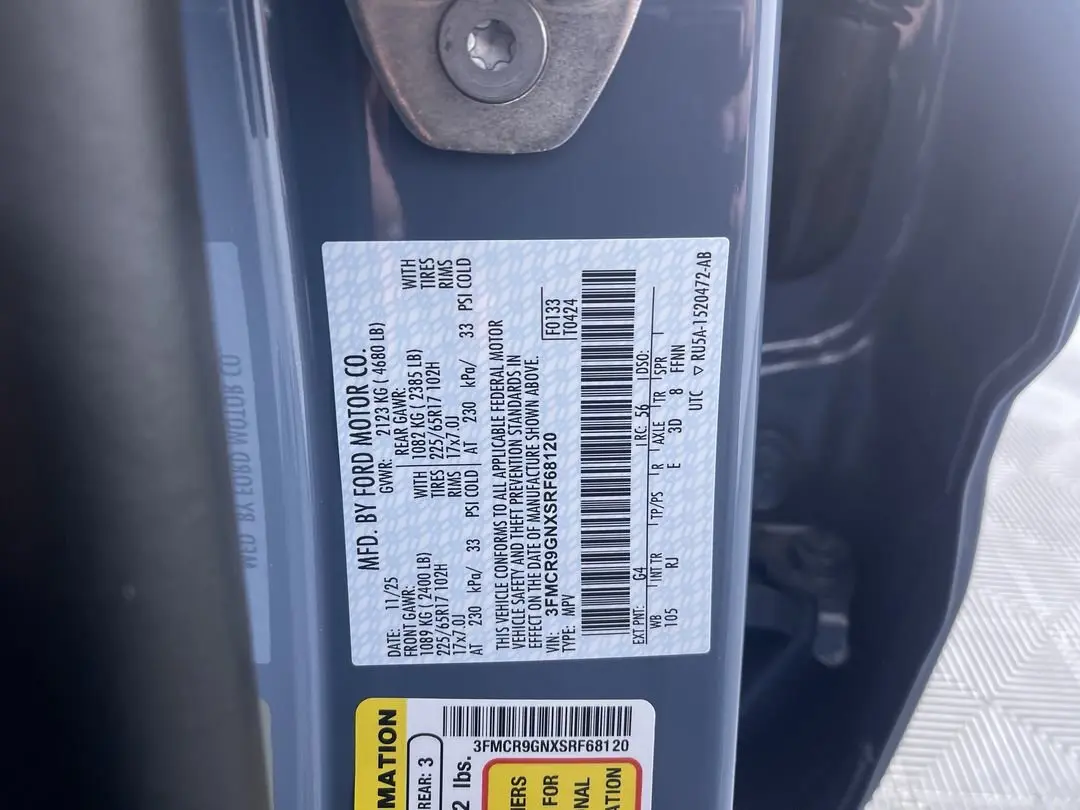 MFD. BY FORD MOTOR CO.
DATE: 11/25 GVWR: 2123 KG ( 4680 LB)
FRONT GAWR: REAR GAWR:
1089 KG ( 2400 LB) WITH 1082 KG ( 2385 LB) WITH
225/65R17 102H TIRES 225/65R17 102H TIRES
17x7.0J RIMS 17x7.0J RIMS
AT 230 kPa/ 33 PSI COLD AT 230 kPa/ 33 PSI COLD
THIS VEHICLE CONFORMS TO ALL APPLICABLE FEDERAL MOTOR
VEHICLE SAFETY AND THEFT PREVENTION STANDARDS IN
EFFECT ON THE DATE OF MANUFACTURE SHOWN ABOVE.
VIN: 3FMCR9GNXSRF68120 F0133
TYPE: MPV T0424
EXT PNT: G4 RC: 56 DSO:
WB INT TR TP/PS R AXLE TR SPR
105 RJ E 3D 8 FFNN
UTC ▽ RU5A-1520472-AB
MATION
REAR: 3
2 lbs.
3FMCR9GNXSRF68120